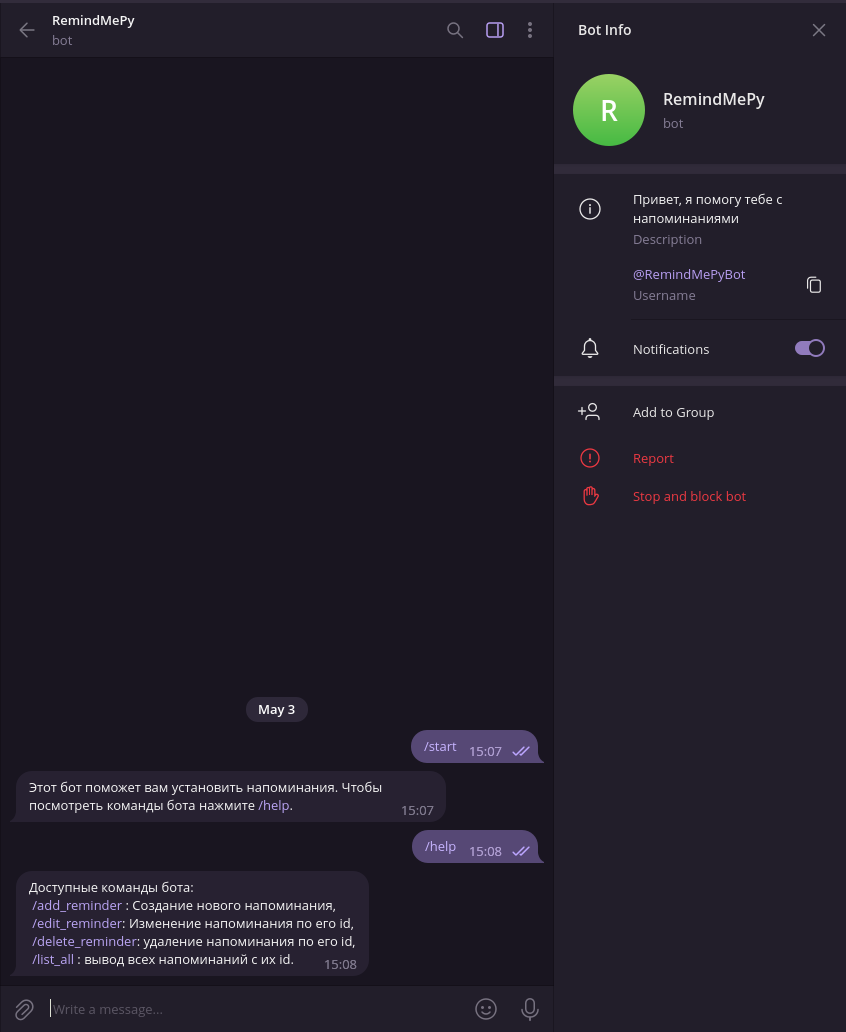 RemindMePy
bot
May 3
/start 15:07
Этот бот поможет вам установить напоминания. Чтобы
посмотреть команды бота нажмите /help.
15:07
/help 15:08
Доступные команды бота:
/add_reminder : Создание нового напоминания,
/edit_reminder: Изменение напоминания по его id,
/delete_reminder: удаление напоминания по его id,
/list_all : вывод всех напоминаний с их id.
15:08
Write a message...
Bot Info
R
RemindMePy
bot
Привет, я помогу тебе с
напоминаниями
Description
@RemindMePyBot
Username
Notifications
Add to Group
Report
Stop and block bot